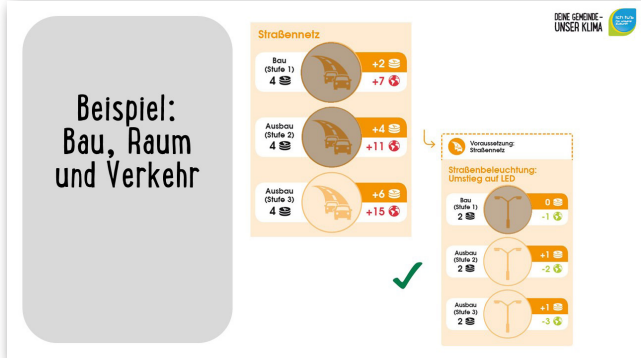 DEINE GEMEINDE -
UNSER KLIMA
ich tu's
Beispiel:
Bau, Raum
und Verkehr
Straßennetz
Bau
(Stufe 1)
4
+2
+7
Ausbau
(Stufe 2)
4
+4
+11
Ausbau
(Stufe 3)
4
+6
+15
Voraussetzung:
Straßennetz
Straßenbeleuchtung:
Umstieg auf LED
Bau
(Stufe 1)
2
0
-1
Ausbau
(Stufe 2)
2
+1
-2
Ausbau
(Stufe 3)
2
+1
-3